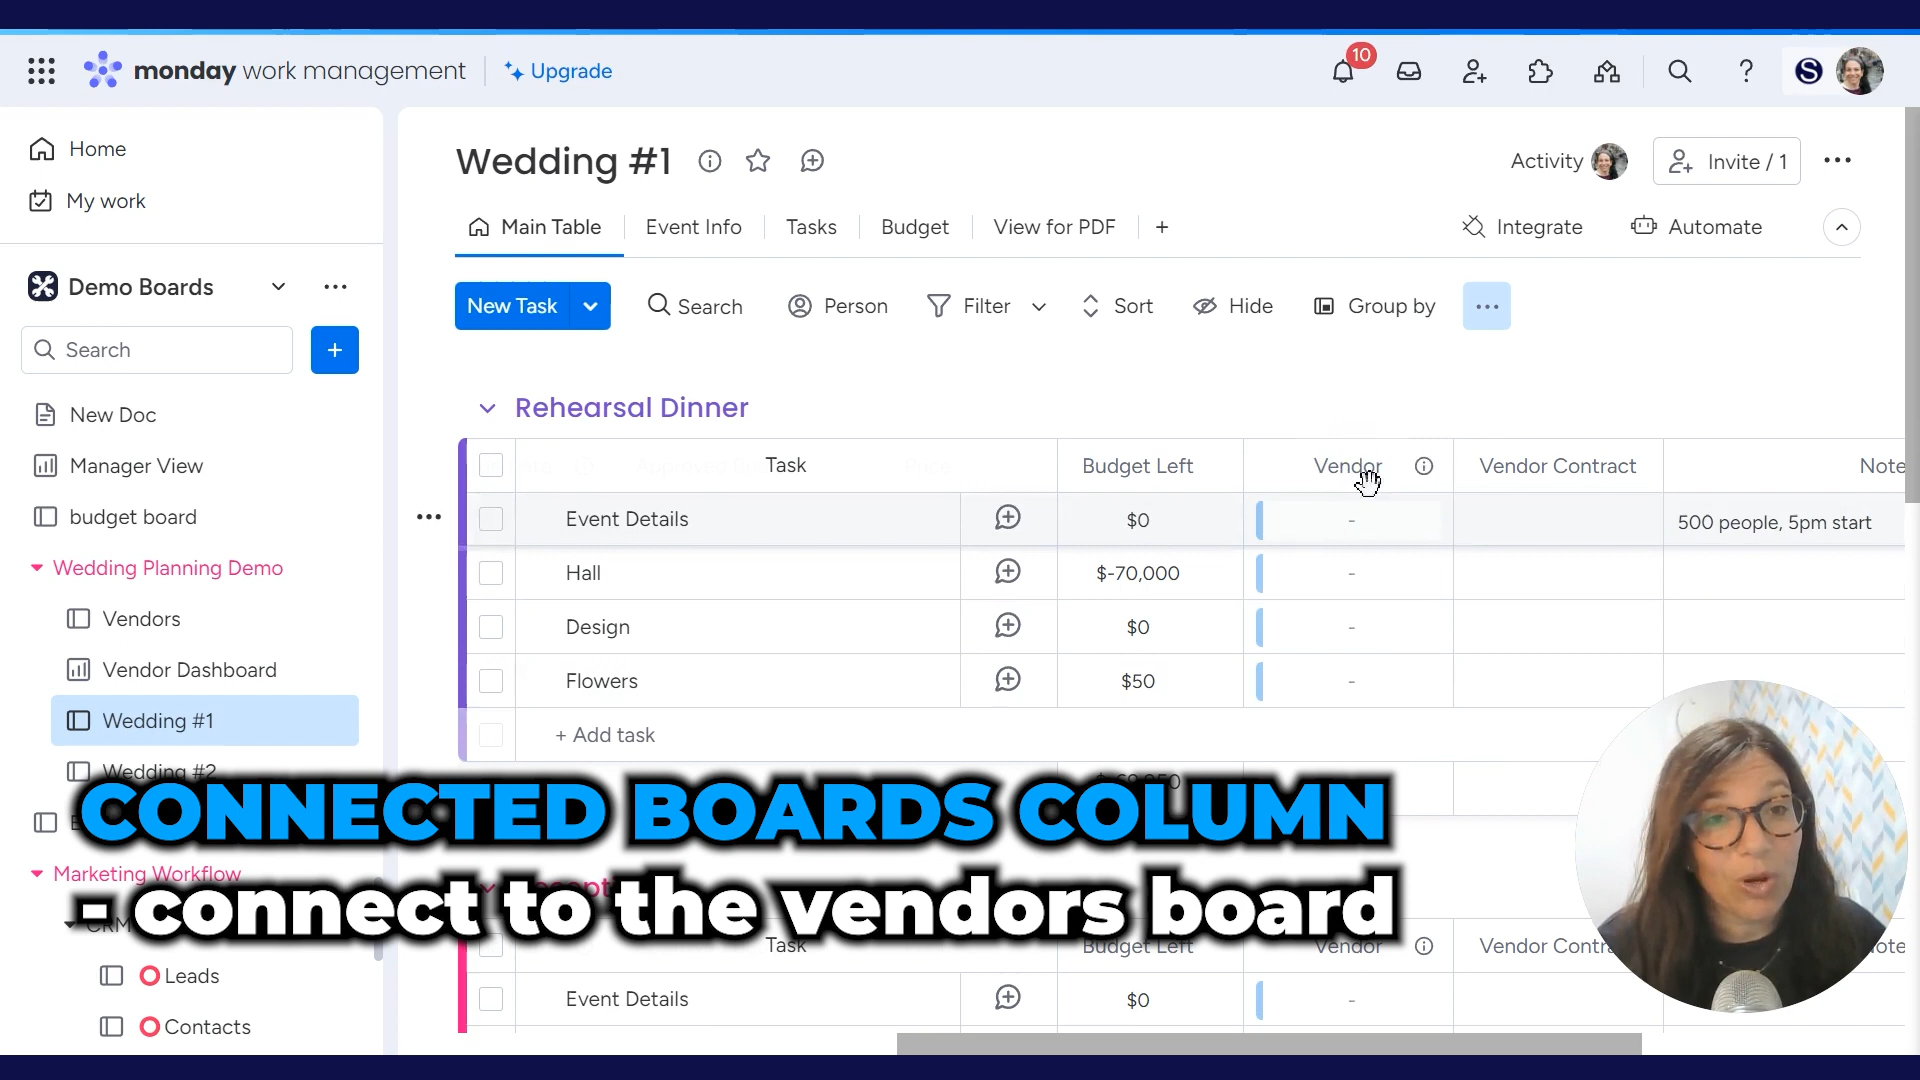 monday work management
Upgrade
10
Home
My work
Demo Boards
Search
New Doc
Manager View
budget board
Wedding Planning Demo
Vendors
Vendor Dashboard
Wedding #1
Wedding #2
Marketing Workflow
CRM
Leads
Contacts
Wedding #1
Activity
Invite / 1
Main Table
Event Info
Tasks
Budget
View for PDF
Integrate
Automate
New Task
Search
Person
Filter
Sort
Hide
Group by
Rehearsal Dinner
Task Budget Left Vendor Vendor Contract Note
Event Details $0 - 500 people, 5pm start
Hall $-70,000 -
Design $0 -
Flowers $50 -
+ Add task
CONNECTED BOARDS COLUMN
- connect to the vendors board
Task Budget Left Vendor Vendor Contra
Event Details $0 -